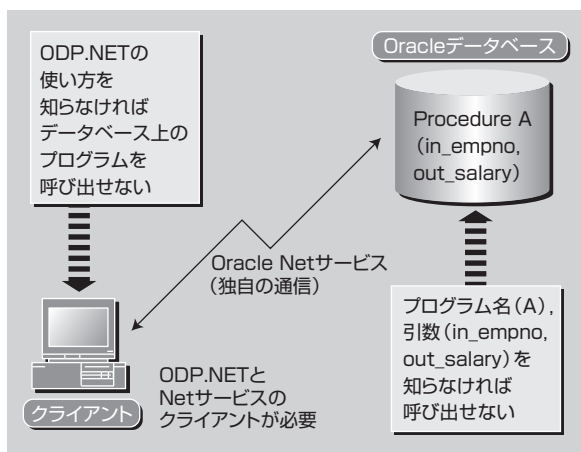 ODP.NETの
使い方を
知らなければ
データベース上の
プログラムを
呼び出せない
Oracleデータベース
Procedure A
(in_empno,
out_salary)
Oracle Netサービス
(独自の通信)
クライアント
ODP.NETと
Netサービスの
クライアントが必要
プログラム名(A),
引数(in_empno,
out_salary)を
知らなければ
呼び出せない